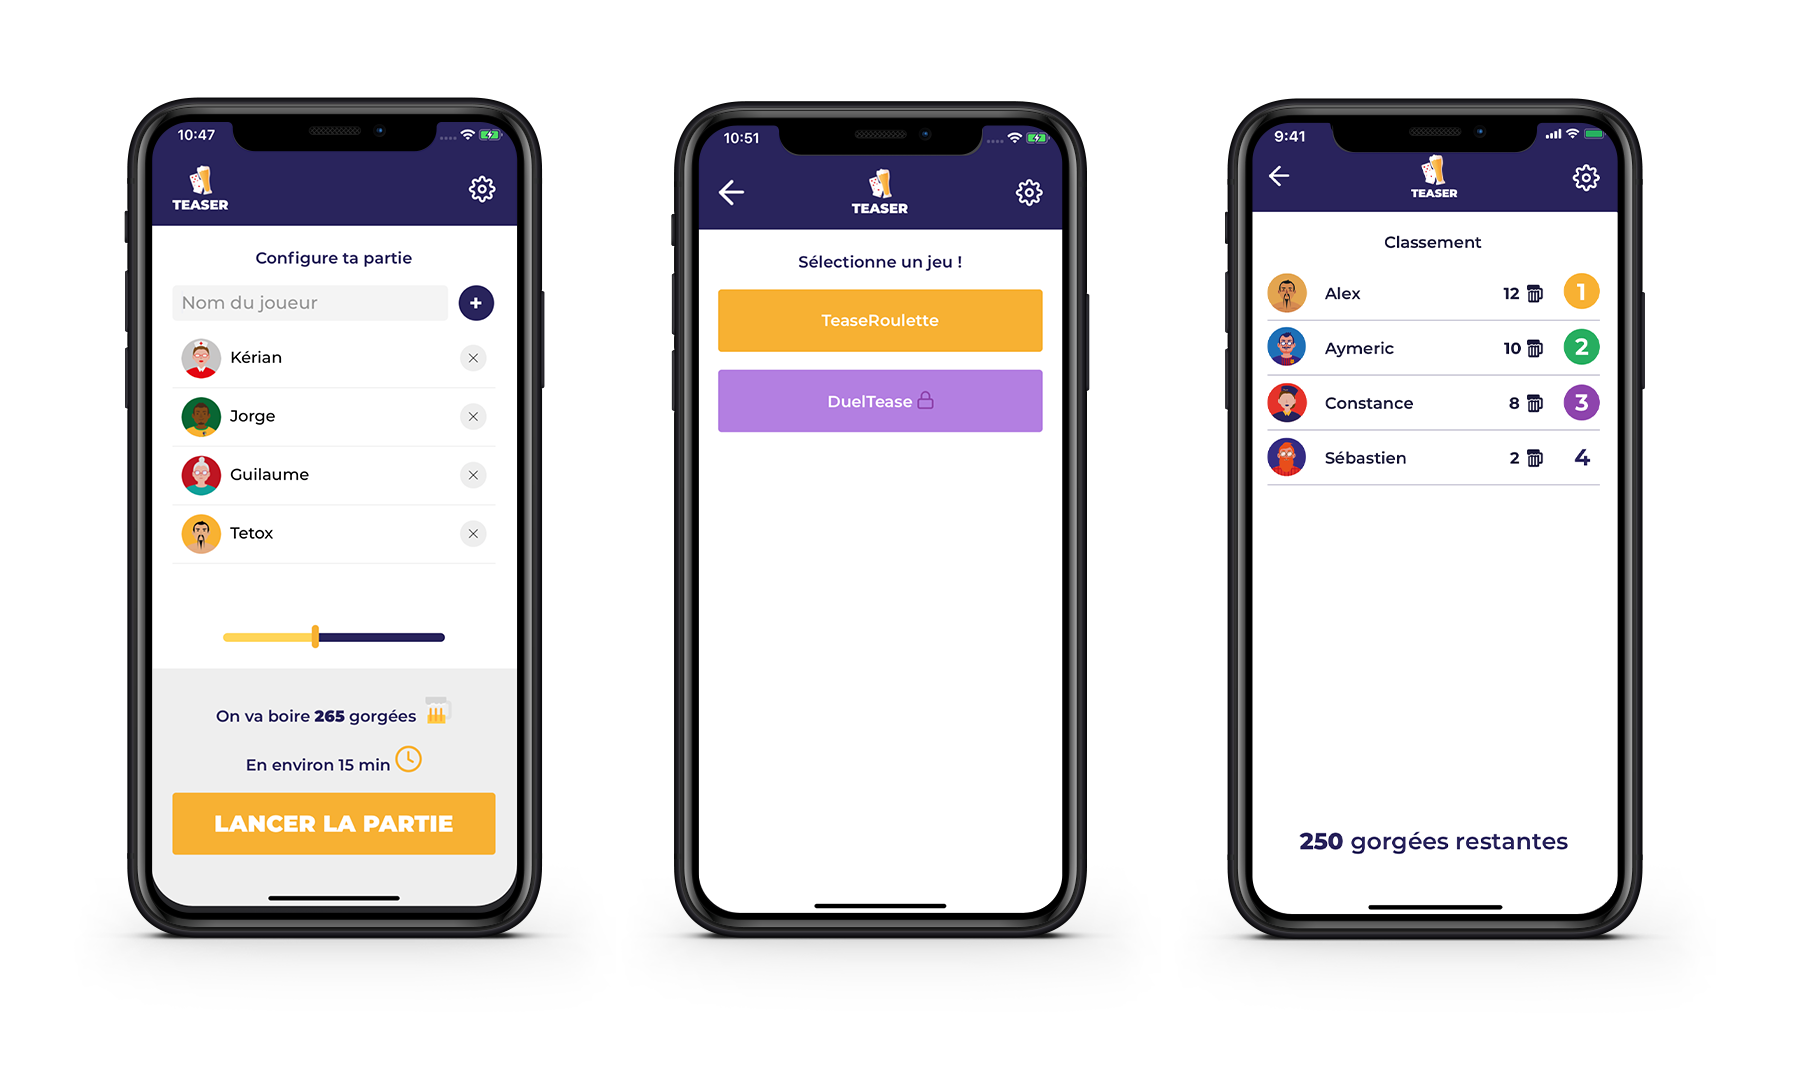 10:47
TEASER
Configure ta partie
Nom du joueur
+
Kérian
Jorge
Guilaume
Tetox
On va boire 265 gorgées
En environ 15 min
LANCER LA PARTIE
10:51
TEASER
Sélectionne un jeu !
TeaseRoulette
DuelTease
9:41
TEASER
Classement
Alex 12 1
Aymeric 10 2
Constance 8 3
Sébastien 2 4
250 gorgées restantes